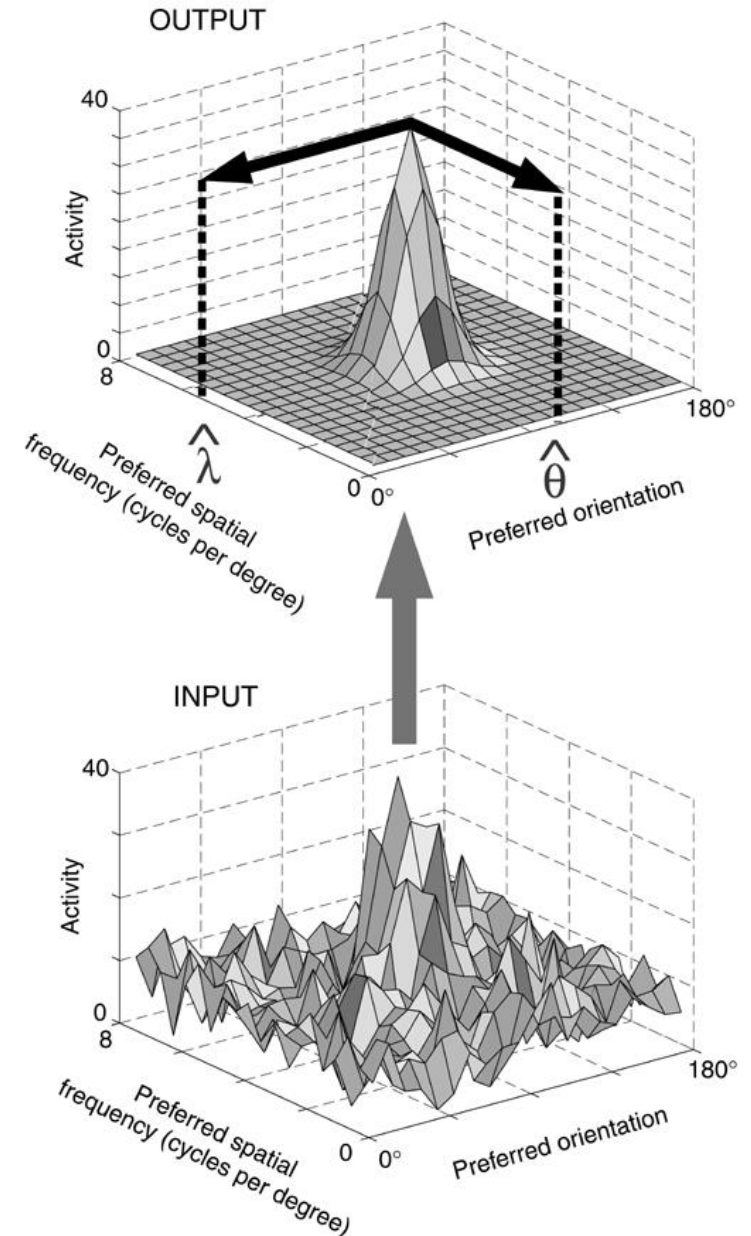 OUTPUT
40
Activity
0
8
Preferred spatial
frequency (cycles per degree)
λ̂
0
0°
θ̂
180°
Preferred orientation
INPUT
40
Activity
0
8
Preferred spatial
frequency (cycles per degree)
0
0°
180°
Preferred orientation